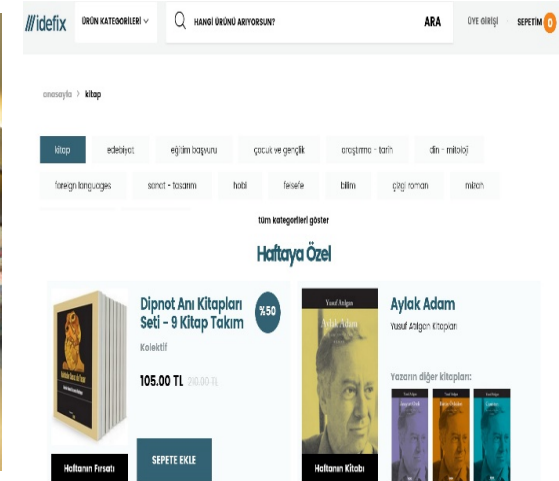 idefix
ÜRÜN KATEGORİLERİ
HANGİ ÜRÜNÜ ARIYORSUN?
ARA
ÜYE GİRİŞİ
SEPETİM 0
anasayfa > kitap
kitap
edebiyat
eğitim başvuru
çocuk ve gençlik
araştırma - tarih
din - mitoloji
foreign languages
sanat - tasarım
hobi
felsefe
bilim
çizgi roman
mizah
tüm kategorileri göster
Haftaya Özel
Dipnot Anı Kitapları
Seti - 9 Kitap Takım
%50
Kolektif
105.00 TL 210.00 TL
SEPETE EKLE
Haftanın Fırsatı
Yusuf Atılgan
Aylak Adam
Haftanın Kitabı
Aylak Adam
Yusuf Atılgan Kitapları
Yazarın diğer kitapları: